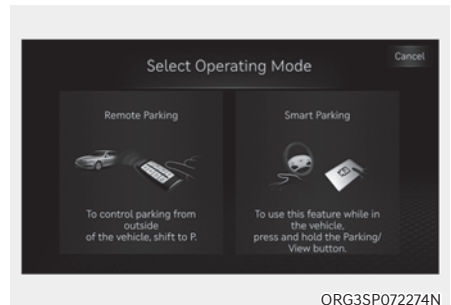 Select Operating Mode
Cancel
Remote Parking
To control parking from
outside
of the vehicle, shift to P.
Smart Parking
To use this feature while in
the vehicle,
press and hold the Parking/
View button.
ORG3SP072274N